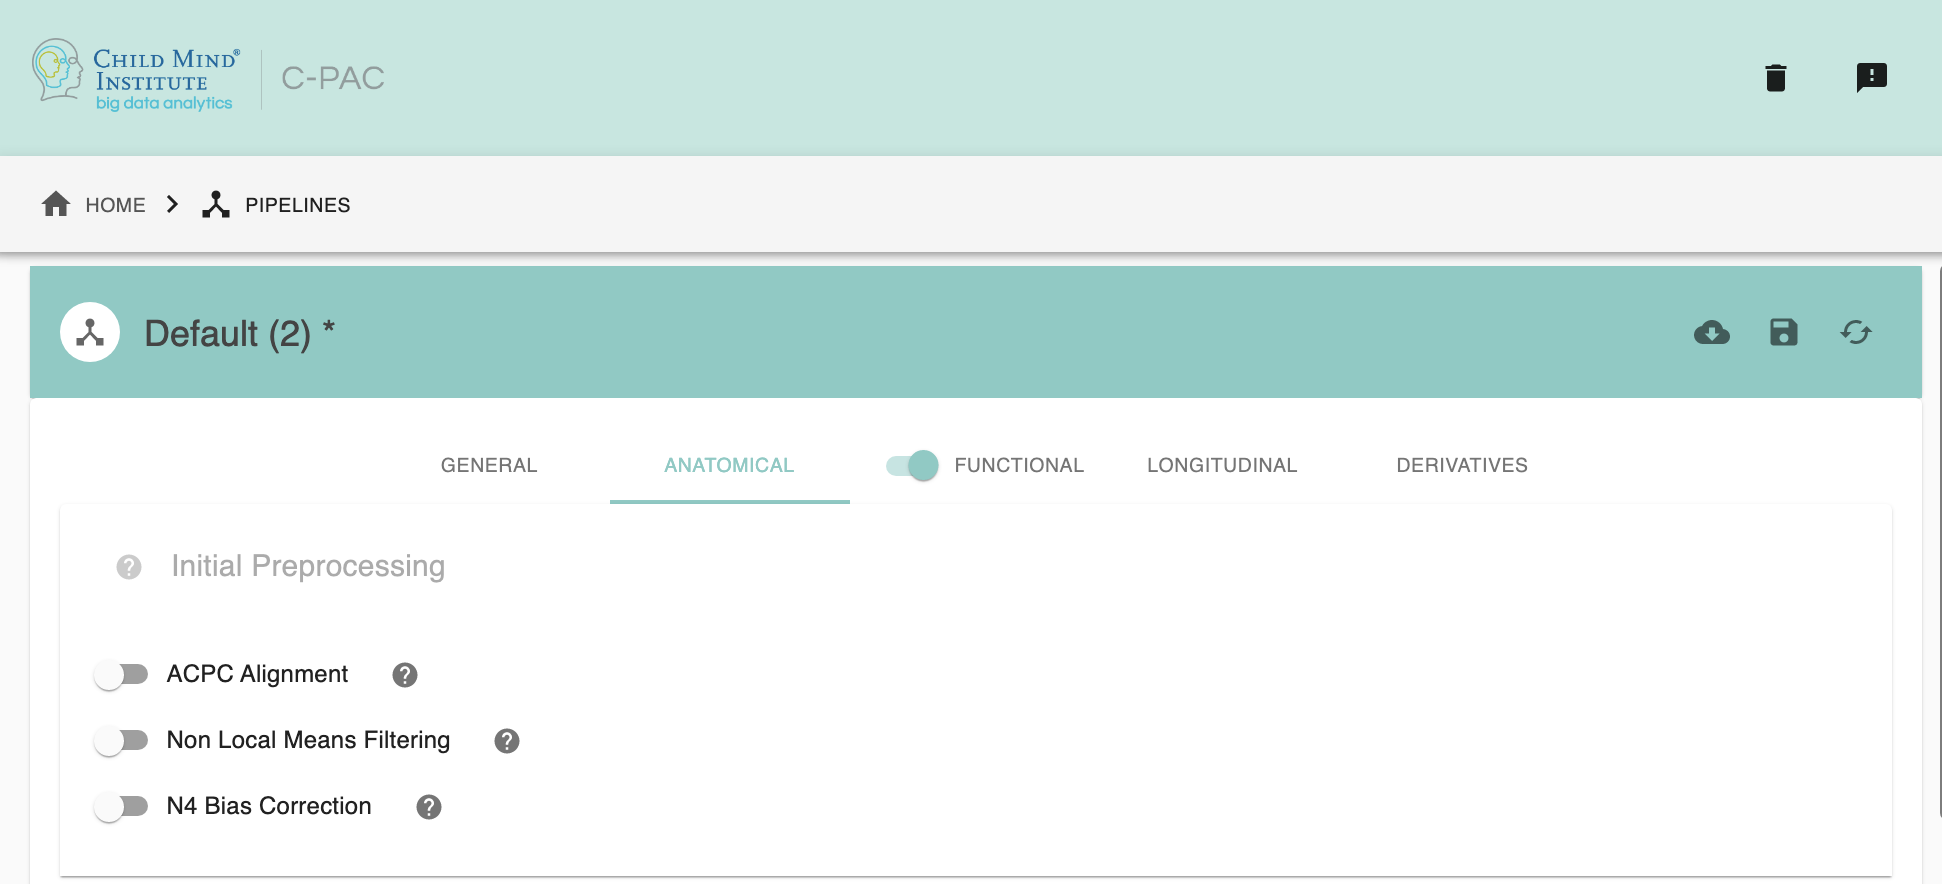 CHILD MIND®
INSTITUTE
big data analytics
C-PAC
HOME
PIPELINES
Default (2) *
GENERAL
ANATOMICAL
FUNCTIONAL
LONGITUDINAL
DERIVATIVES
Initial Preprocessing
ACPC Alignment
Non Local Means Filtering
N4 Bias Correction